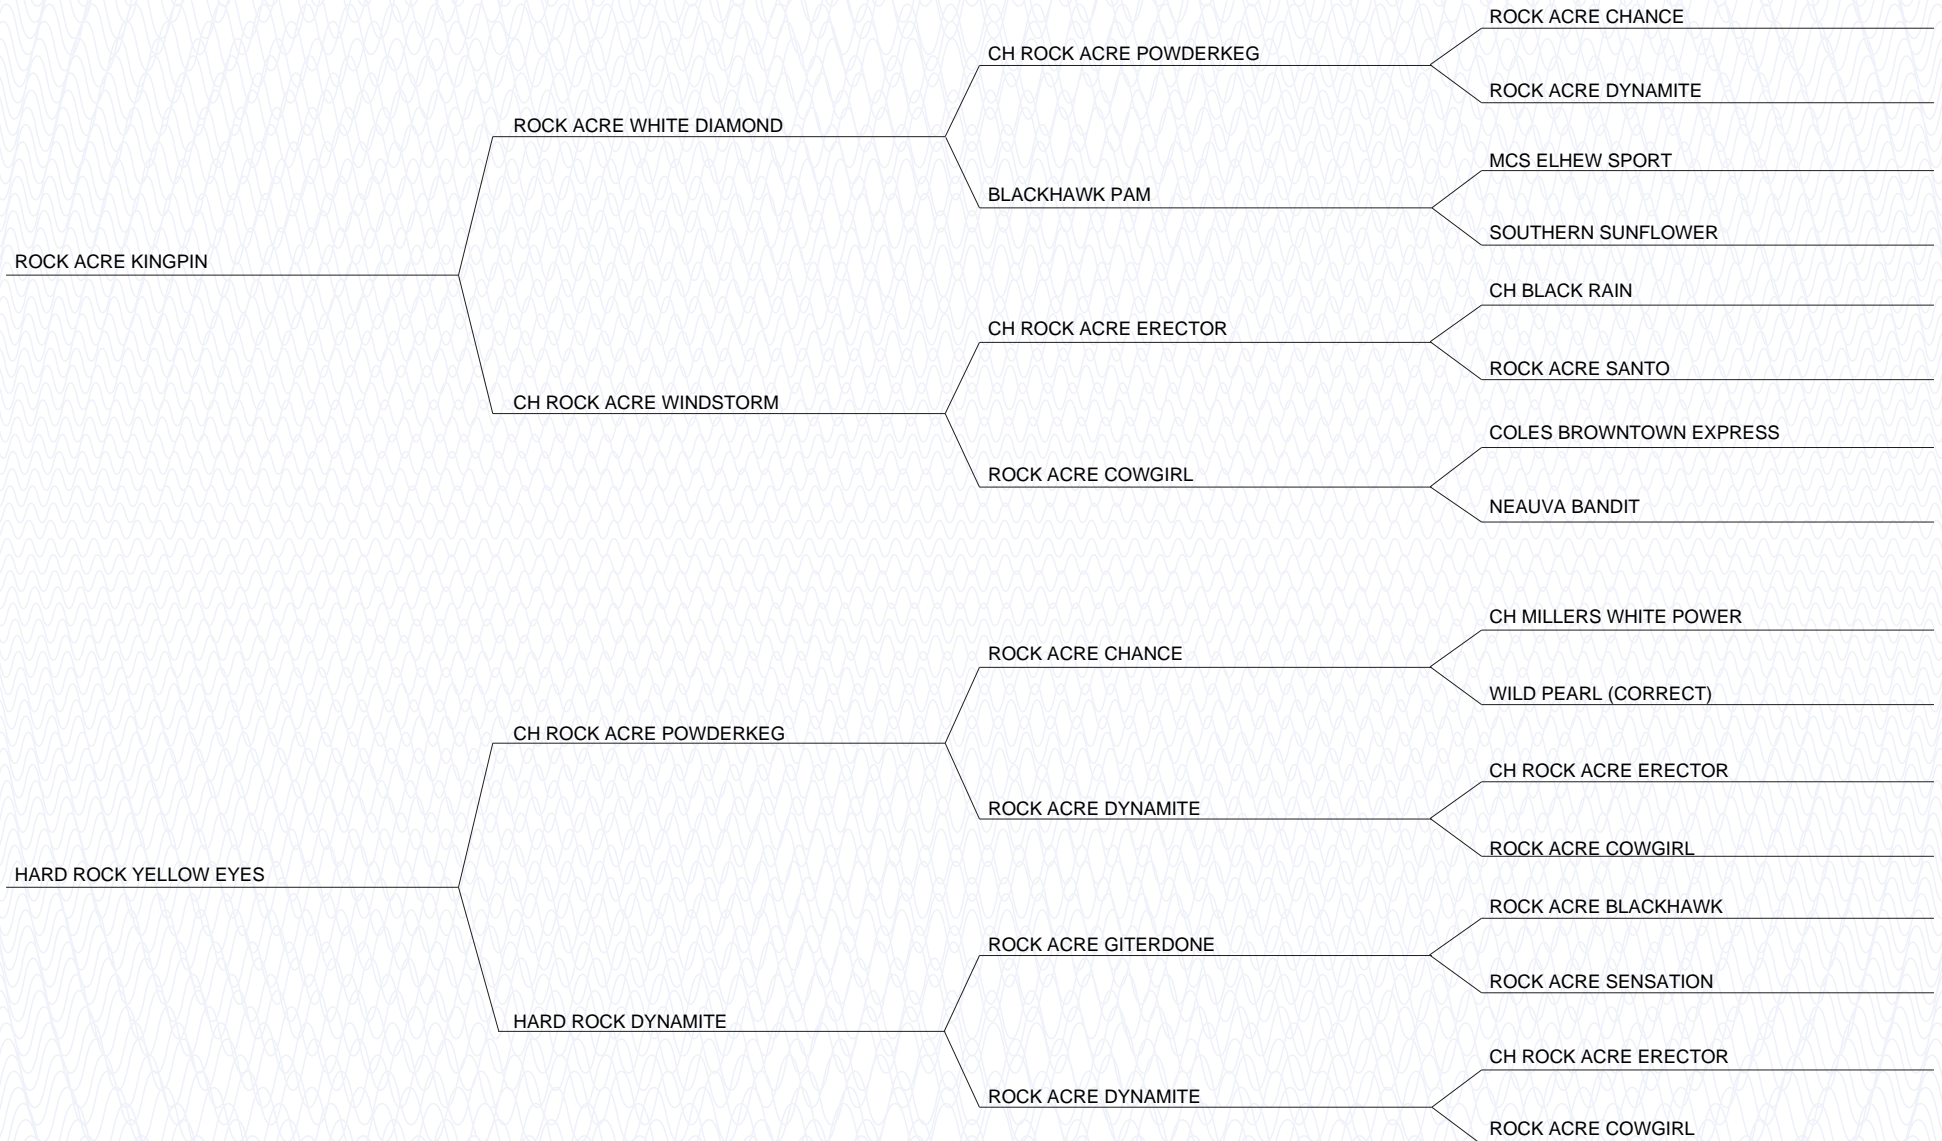 ROCK ACRE CHANCE
CH ROCK ACRE POWDERKEG
ROCK ACRE DYNAMITE
ROCK ACRE WHITE DIAMOND
MCS ELHEW SPORT
BLACKHAWK PAM
SOUTHERN SUNFLOWER
ROCK ACRE KINGPIN
CH BLACK RAIN
CH ROCK ACRE ERECTOR
ROCK ACRE SANTO
CH ROCK ACRE WINDSTORM
COLES BROWNTOWN EXPRESS
ROCK ACRE COWGIRL
NEAUVA BANDIT
CH MILLERS WHITE POWER
ROCK ACRE CHANCE
WILD PEARL (CORRECT)
CH ROCK ACRE POWDERKEG
CH ROCK ACRE ERECTOR
ROCK ACRE DYNAMITE
ROCK ACRE COWGIRL
HARD ROCK YELLOW EYES
ROCK ACRE BLACKHAWK
ROCK ACRE GITERDONE
ROCK ACRE SENSATION
HARD ROCK DYNAMITE
CH ROCK ACRE ERECTOR
ROCK ACRE DYNAMITE
ROCK ACRE COWGIRL